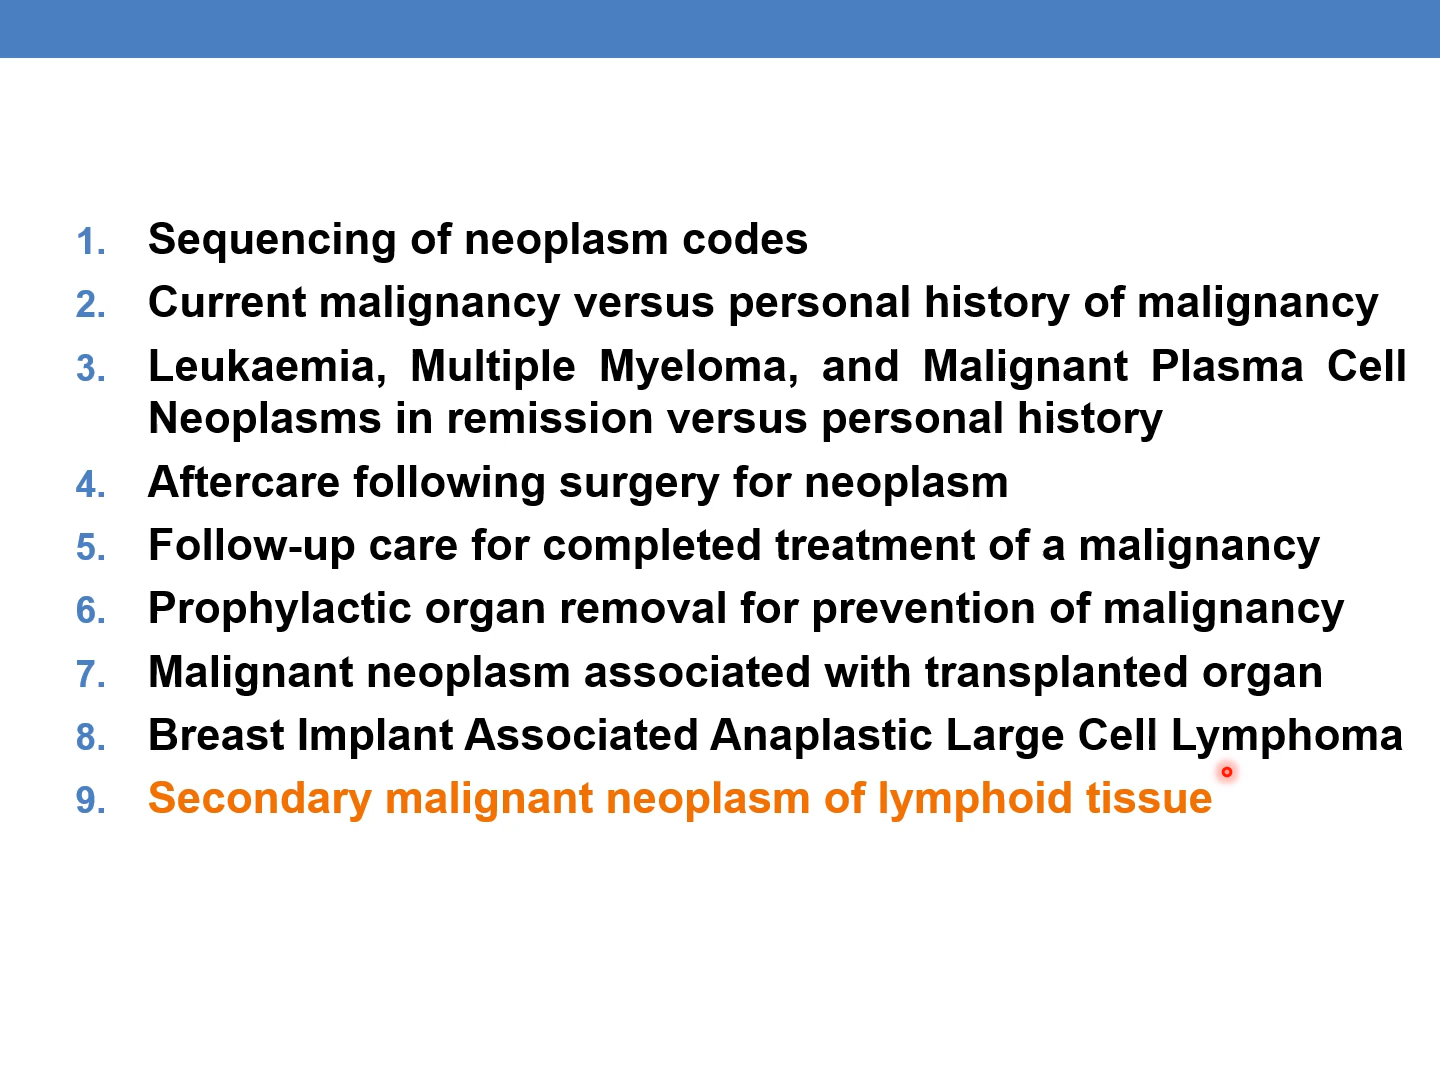 1. Sequencing of neoplasm codes
2. Current malignancy versus personal history of malignancy
3. Leukaemia, Multiple Myeloma, and Malignant Plasma Cell
Neoplasms in remission versus personal history
4. Aftercare following surgery for neoplasm
5. Follow-up care for completed treatment of a malignancy
6. Prophylactic organ removal for prevention of malignancy
7. Malignant neoplasm associated with transplanted organ
8. Breast Implant Associated Anaplastic Large Cell Lymphoma
9. Secondary malignant neoplasm of lymphoid tissue